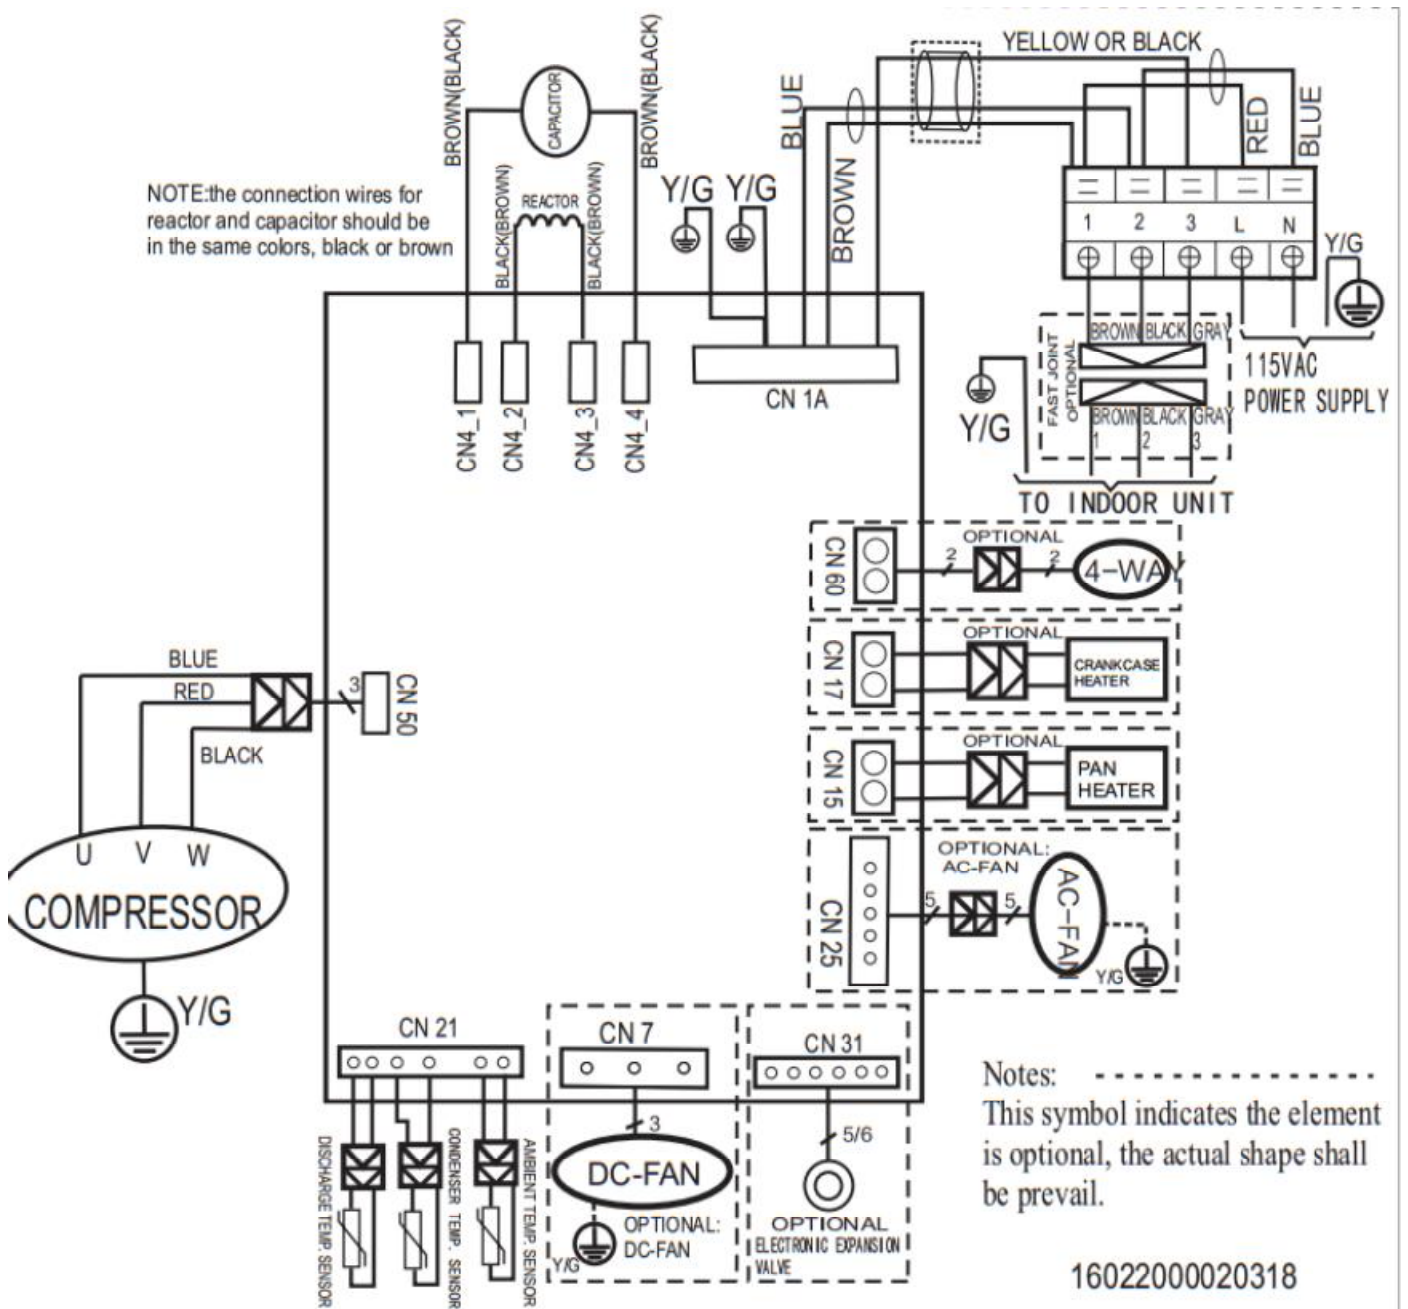 YELLOW OR BLACK
BROWN(BLACK)
CAPACITOR
BROWN(BLACK)
BLUE
BROWN
RED
BLUE
NOTE:the connection wires for
reactor and capacitor should be
in the same colors, black or brown
BLACK(BROWN)
REACTOR
BLACK(BROWN)
Y/G
Y/G
1 2 3 L N
Y/G
BROWN BLACK GRAY
FAST JOINT
OPTIONAL
BROWN BLACK GRAY
1 2 3
115VAC
POWER SUPPLY
Y/G
TO INDOOR UNIT
CN4_1
CN4_2
CN4_3
CN4_4
CN 1A
CN 60
2
OPTIONAL
2
4-WAY
CN 17
OPTIONAL
CRANKCASE
HEATER
CN 15
OPTIONAL
PAN
HEATER
CN 25
OPTIONAL:
AC-FAN
5
5
AC-FAN
Y/G
BLUE
RED
BLACK
3
CN 50
U V W
COMPRESSOR
Y/G
CN 21
DISCHARGE TEMP. SENSOR
CONDENSER TEMP. SENSOR
AMBIENT TEMP. SENSOR
CN 7
3
DC-FAN
OPTIONAL:
DC-FAN
Y/G
CN 31
5/6
OPTIONAL
ELECTRONIC EXPANSION
VALVE
Notes:
This symbol indicates the element
is optional, the actual shape shall
be prevail.
16022000020318